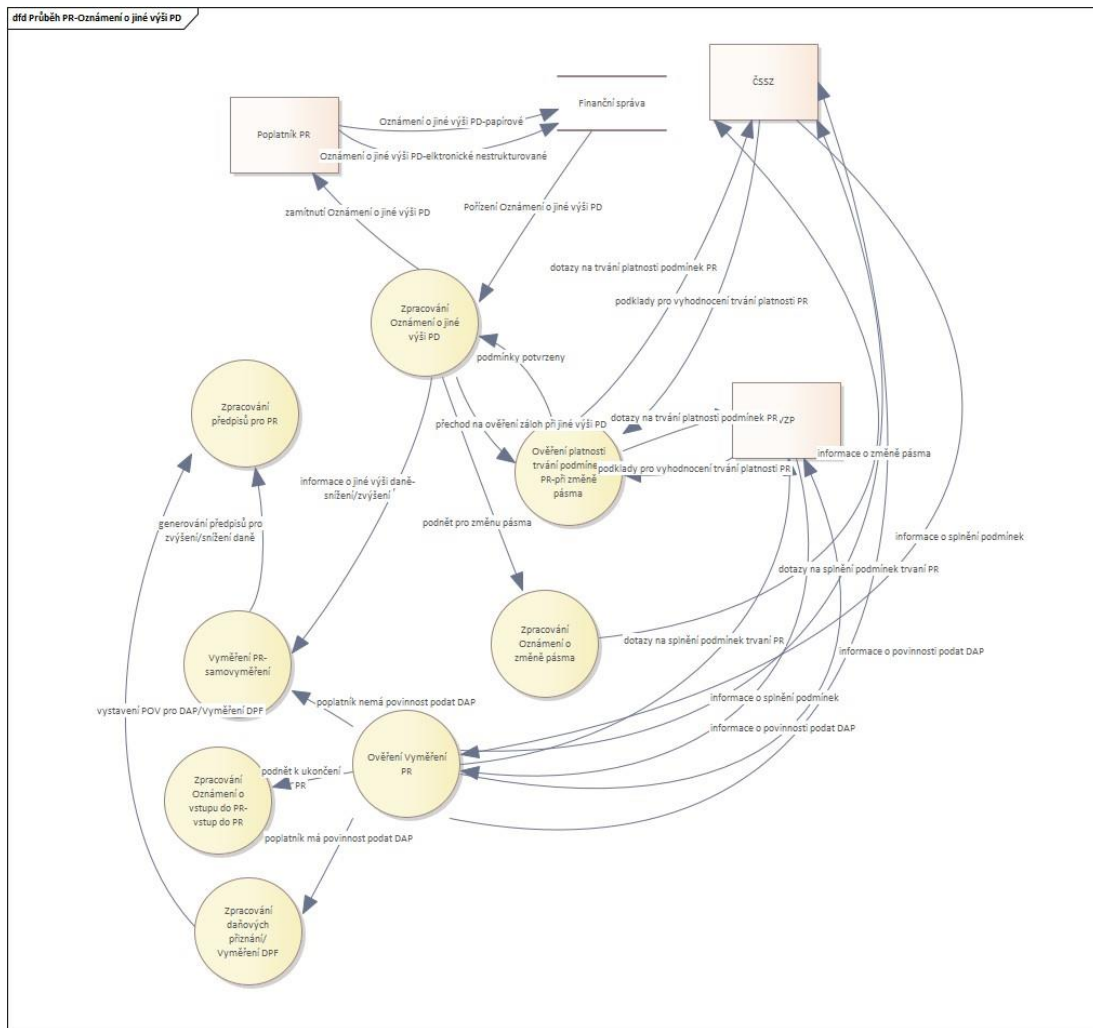 dfd Průběh PR-Oznámení o jiné výši PD
ČSSZ
Finanční správa
Poplatník PR
Oznámení o jiné výši PD-papírové
Oznámení o jiné výši PD-elktronické nestrukturované
zamítnutí Oznámení o jiné výši PD
Pořízení Oznámení o jiné výši PD
dotazy na trvání platnosti podmínek PR
podklady pro vyhodnocení trvání platnosti PR
Zpracování
Oznámení o jiné
výši PD
podmínky potvrzeny
Zpracování
předpisů pro PR
přechod na ověření záloh při jiné výši PD
dotazy na trvání platnosti podmínek PR
VZP
Ověření platnosti
trvání podmíne
PR-při změně
pásma
podklady pro vyhodnocení trvání platnosti PR
informace o změně pásma
informace o jiné výši daně-
snížení/zvýšení
generování předpisů pro
zvýšení/snížení daně
podnět pro změnu pásma
informace o splnění podmínek
dotazy na splnění podmínek trvaní PR
Zpracování
Oznámení o
změně pásma
dotazy na splnění podmínek trvaní PR
informace o povinnosti podat DAP
Vyměření PR-
samovyměření
vystavení POV pro DAP/Vyměření DPF
poplatník nemá povinnost podat DAP
informace o splnění podmínek
informace o povinnosti podat DAP
Ověření Vyměření
PR
Zpracování
Oznámení o
vstupu do PR-
vstup do PR
podnět k ukončení
PR
poplatník má povinnost podat DAP
Zpracování
daňových
přiznání/
Vyměření DPF